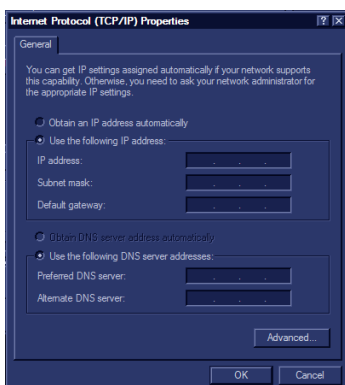 Internet Protocol (TCP/IP) Properties
General
You can get IP settings assigned automatically if your network supports
this capability. Otherwise, you need to ask your network administrator for
the appropriate IP settings.
Obtain an IP address automatically
Use the following IP address:
IP address:
Subnet mask:
Default gateway:
Obtain DNS server address automatically
Use the following DNS server addresses:
Preferred DNS server:
Alternate DNS server:
Advanced...
OK Cancel